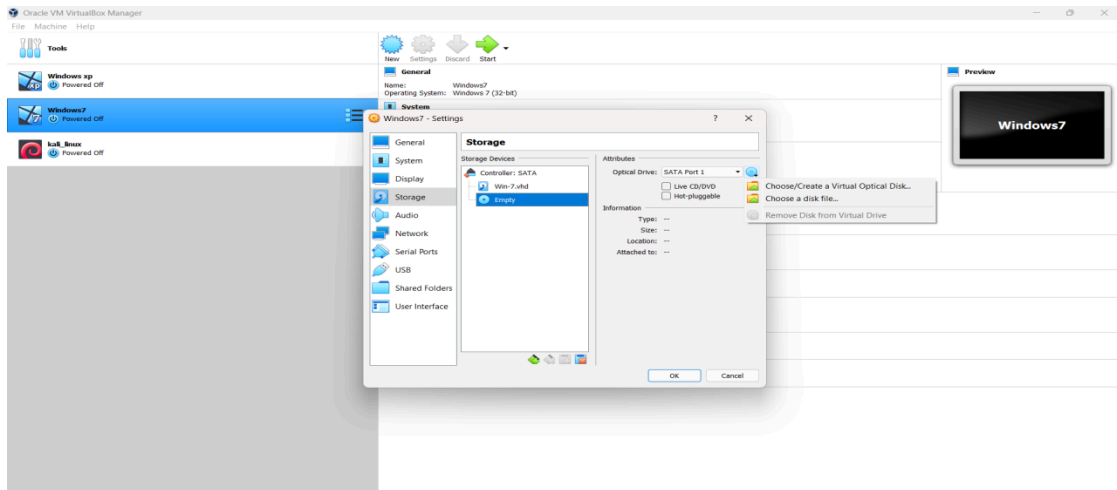 Oracle VM VirtualBox Manager
File Machine Help
Tools
New Settings Discard Start
Windows xp
Powered Off
Windows7
Powered Off
kali_linux
Powered Off
General
Name: Windows7
Operating System: Windows 7 (32-bit)
System
Preview
Windows7
Windows7 - Settings
General
System
Display
Storage
Audio
Network
Serial Ports
USB
Shared Folders
User Interface
Storage
Storage Devices
Controller: SATA
Win-7.vhd
Empty
Attributes
Optical Drive: SATA Port 1
Live CD/DVD
Hot-pluggable
Information
Type: --
Size: --
Location: --
Attached to: --
Choose/Create a Virtual Optical Disk...
Choose a disk file...
Remove Disk from Virtual Drive
OK Cancel